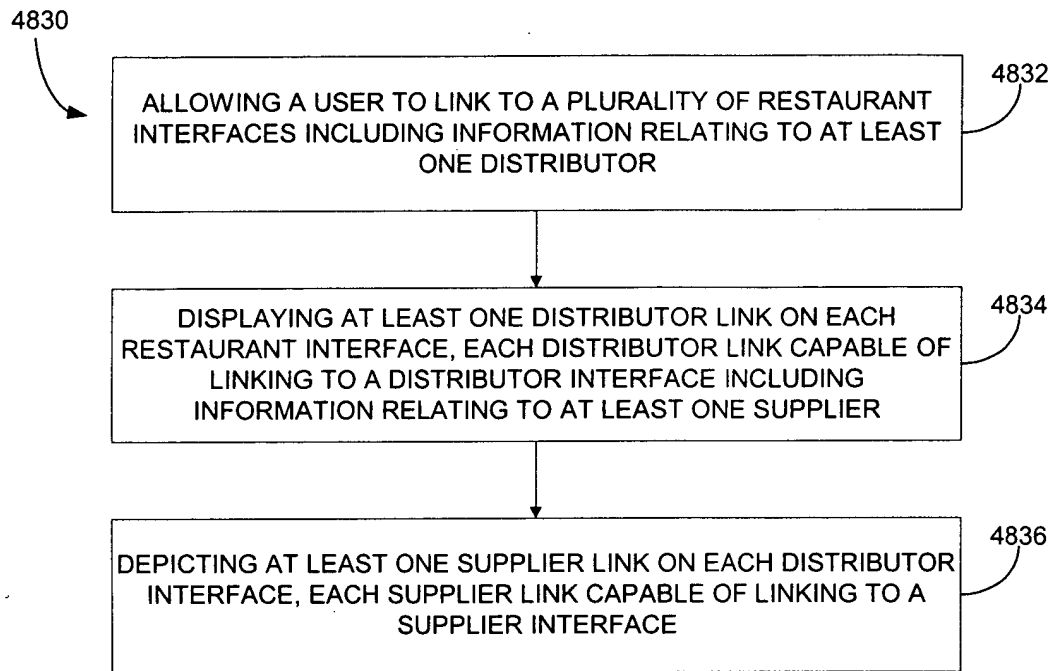 4830
4832
ALLOWING A USER TO LINK TO A PLURALITY OF RESTAURANT
INTERFACES INCLUDING INFORMATION RELATING TO AT LEAST
ONE DISTRIBUTOR
4834
DISPLAYING AT LEAST ONE DISTRIBUTOR LINK ON EACH
RESTAURANT INTERFACE, EACH DISTRIBUTOR LINK CAPABLE OF
LINKING TO A DISTRIBUTOR INTERFACE INCLUDING
INFORMATION RELATING TO AT LEAST ONE SUPPLIER
4836
DEPICTING AT LEAST ONE SUPPLIER LINK ON EACH DISTRIBUTOR
INTERFACE, EACH SUPPLIER LINK CAPABLE OF LINKING TO A
SUPPLIER INTERFACE